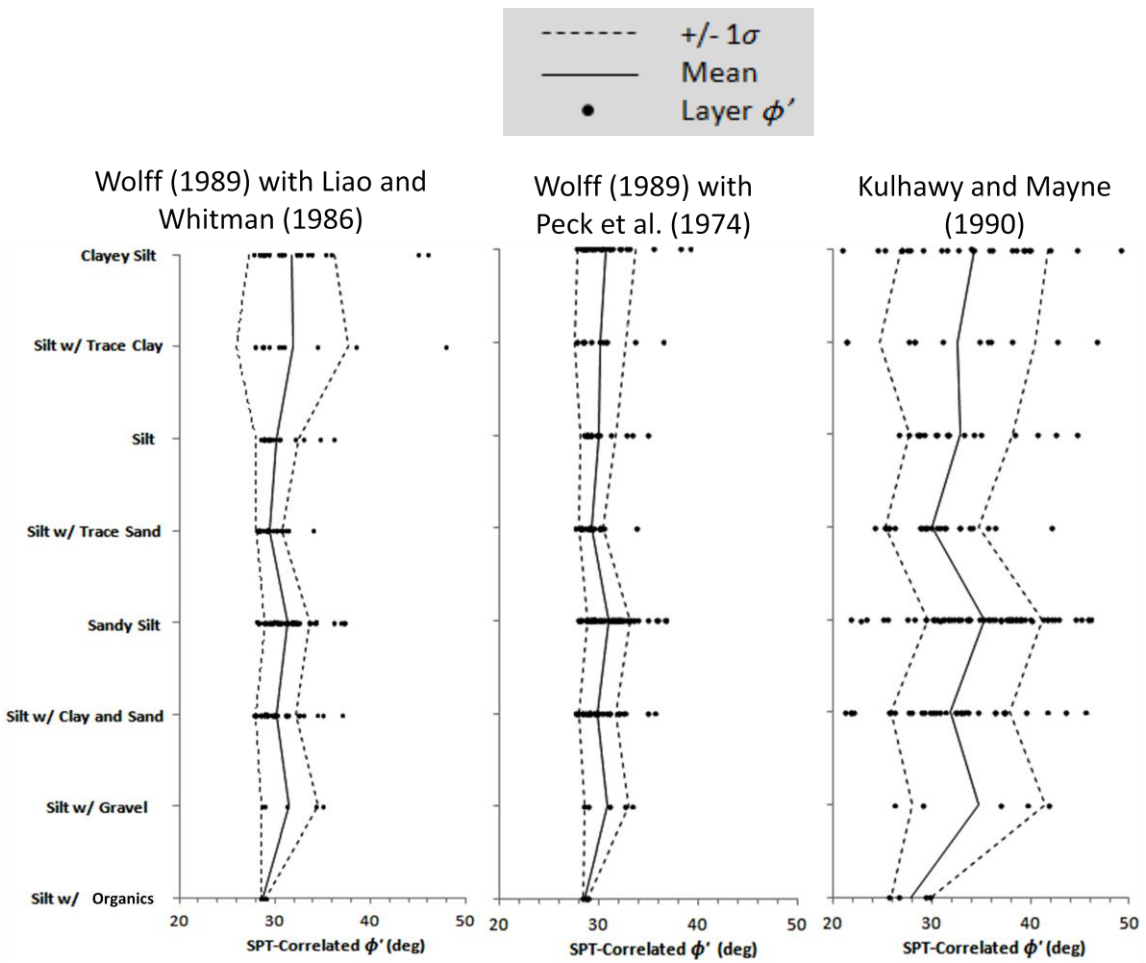 +/- 1σ
Mean
Layer ϕ'
Wolff (1989) with Liao and
Whitman (1986)
Wolff (1989) with
Peck et al. (1974)
Kulhawy and Mayne
(1990)
Clayey Silt
Silt w/ Trace Clay
Silt
Silt w/ Trace Sand
Sandy Silt
Silt w/ Clay and Sand
Silt w/ Gravel
Silt w/ Organics
20 30 40 50
SPT-Correlated ϕ' (deg)
20 30 40 50
SPT-Correlated ϕ' (deg)
20 30 40 50
SPT-Correlated ϕ' (deg)